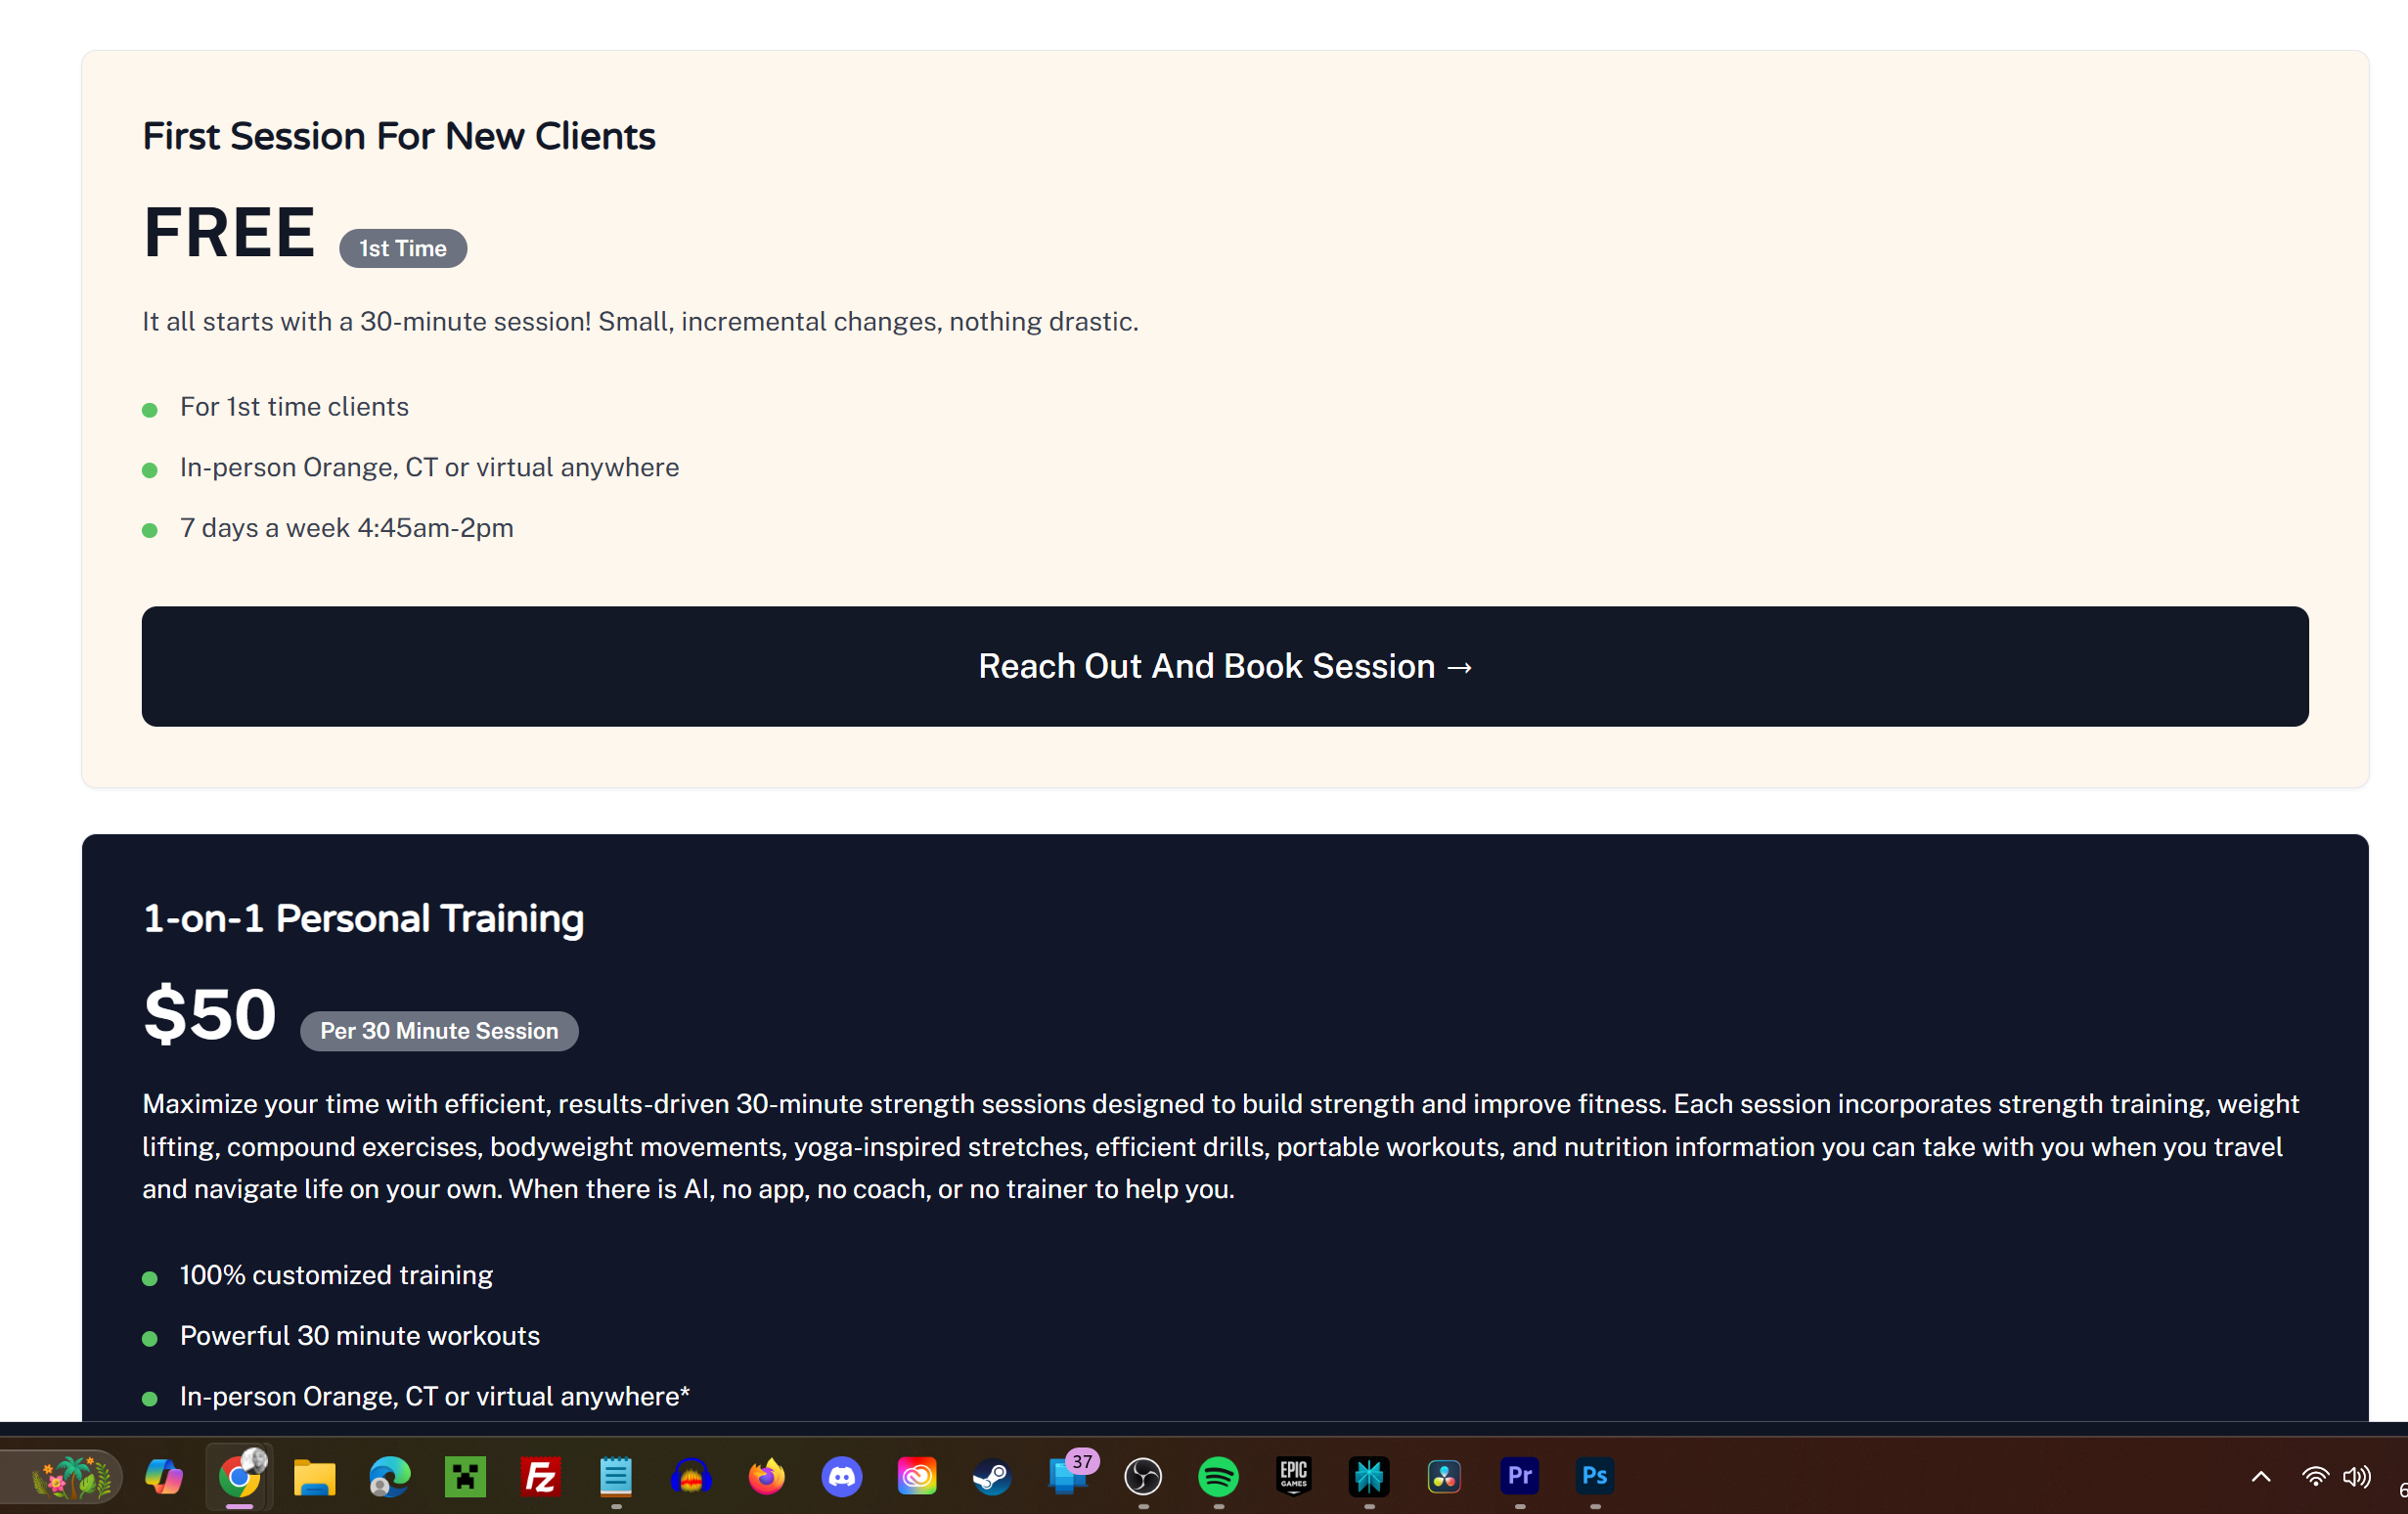 First Session For New Clients
FREE 1st Time
It all starts with a 30-minute session! Small, incremental changes, nothing drastic.
For 1st time clients
In-person Orange, CT or virtual anywhere
7 days a week 4:45am-2pm
Reach Out And Book Session →
1-on-1 Personal Training
$50 Per 30 Minute Session
Maximize your time with efficient, results-driven 30-minute strength sessions designed to build strength and improve fitness. Each session incorporates strength training, weight
lifting, compound exercises, bodyweight movements, yoga-inspired stretches, efficient drills, portable workouts, and nutrition information you can take with you when you travel
and navigate life on your own. When there is AI, no app, no coach, or no trainer to help you.
100% customized training
Powerful 30 minute workouts
In-person Orange, CT or virtual anywhere*
Fz 37 EPIC GAMES Pr Ps